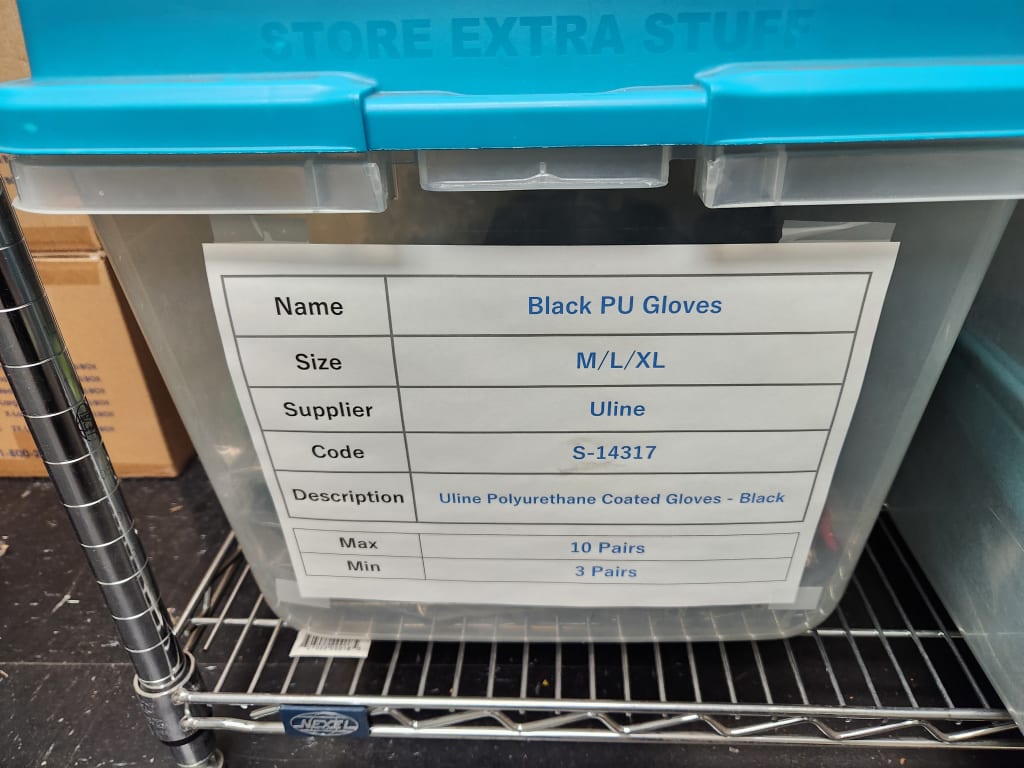 STORE EXTRA STUFF
Name Black PU Gloves
Size M/L/XL
Supplier Uline
Code S-14317
Description Uline Polyurethane Coated Gloves - Black
Max 10 Pairs
Min 3 Pairs
NEXEL